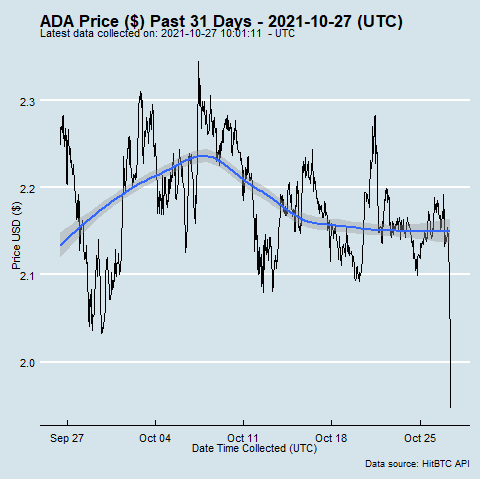 ADA Price ($) Past 31 Days - 2021-10-27 (UTC)
Latest data collected on: 2021-10-27 10:01:11  - UTC
Price USD ($)
2.3
2.2
2.1
2.0
Sep 27 Oct 04 Oct 11 Oct 18 Oct 25
Date Time Collected (UTC)
Data source: HitBTC API